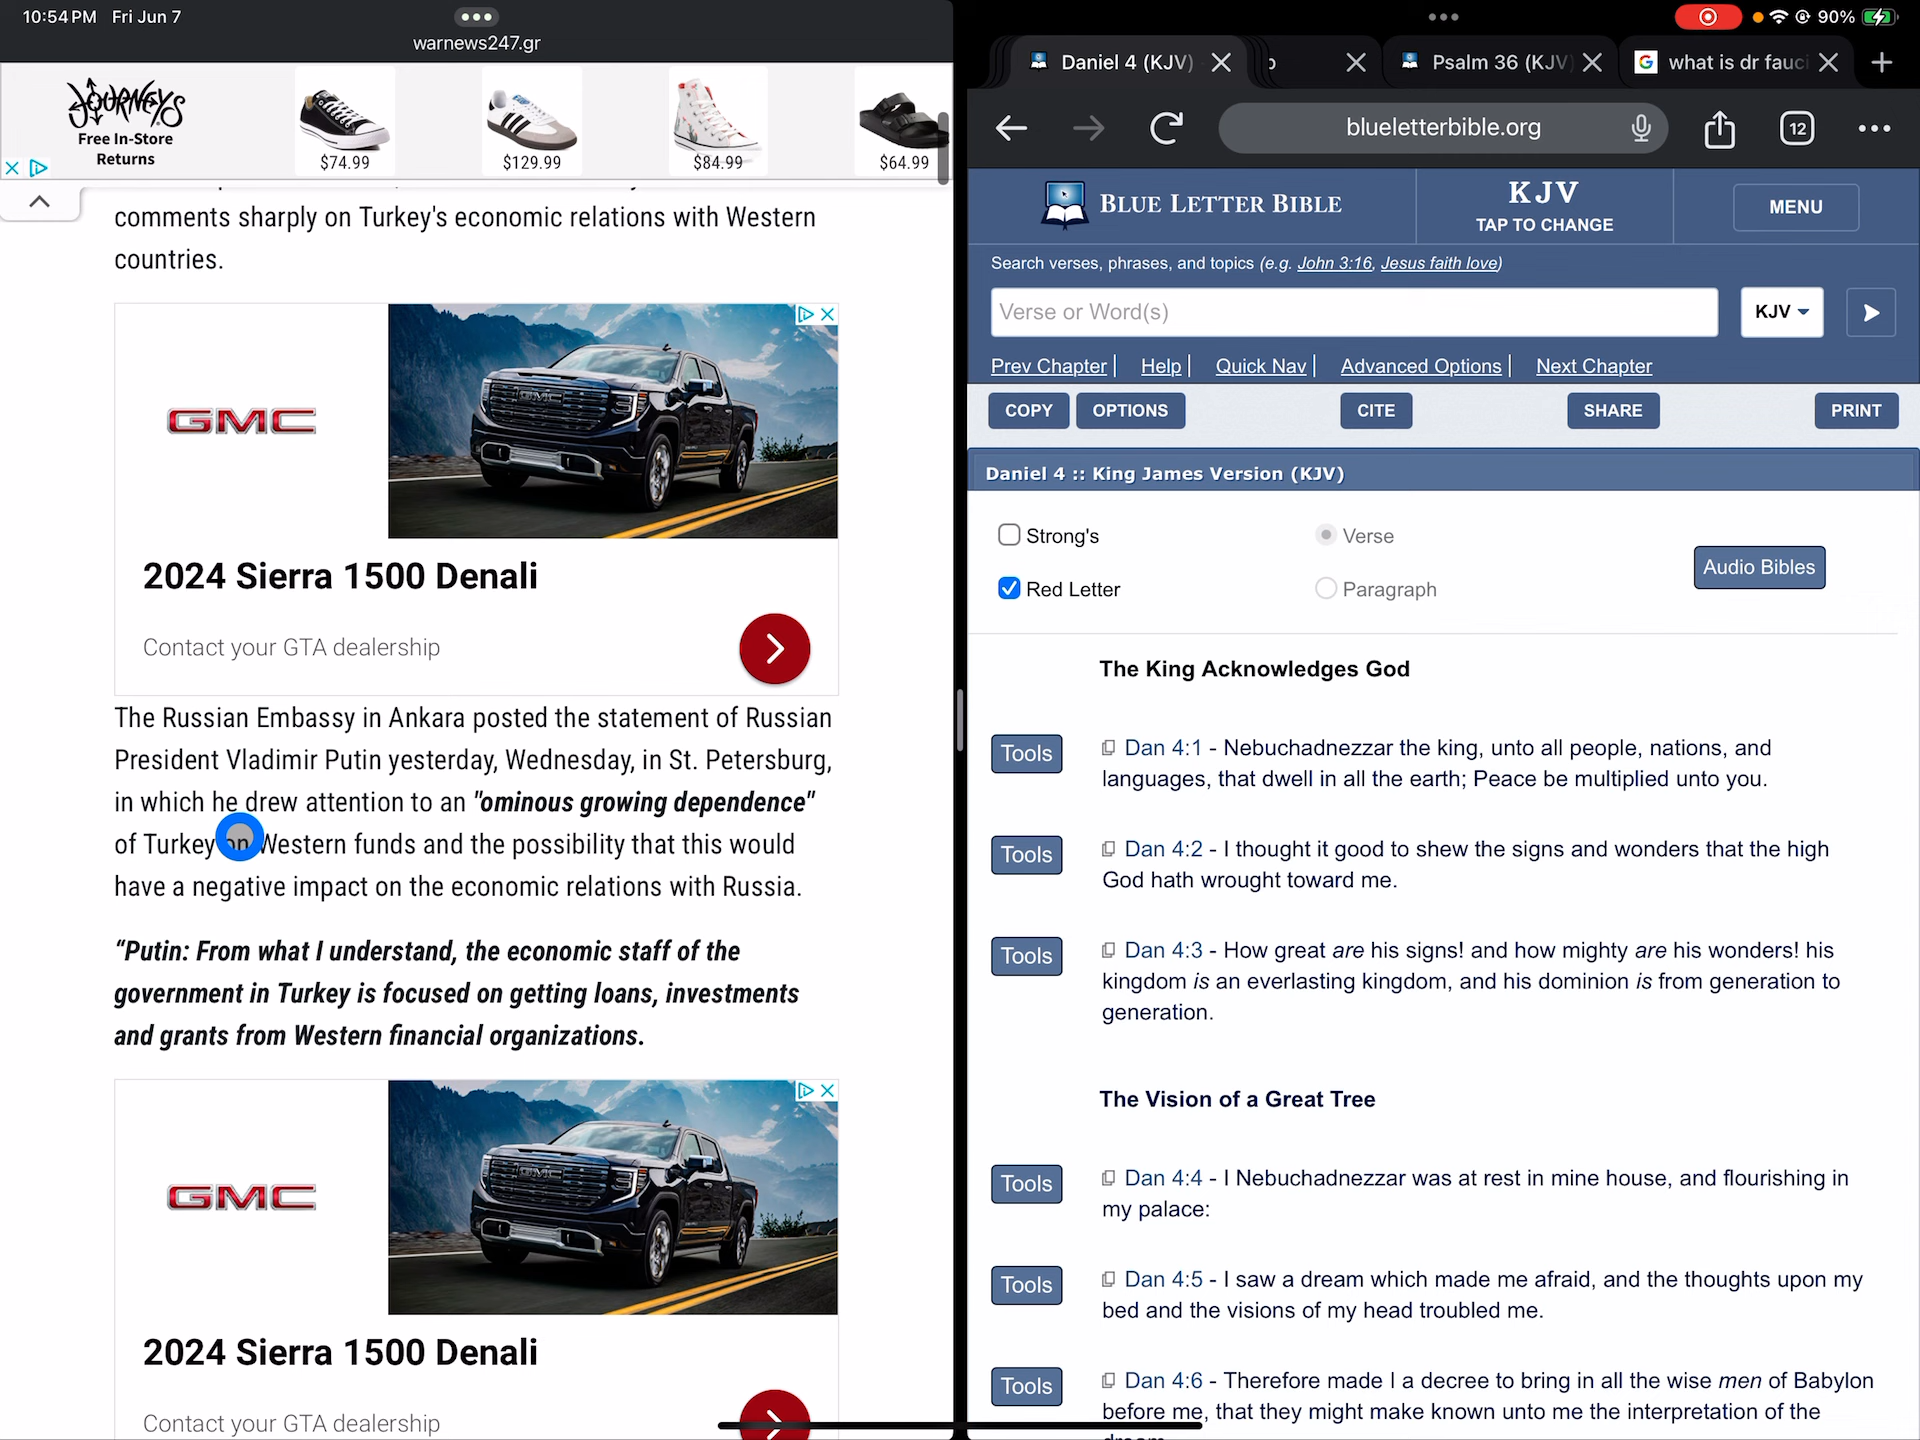 10:54 PM Fri Jun 7
warnews247.gr
JOURNEYS
Free In-Store
Returns
$74.99
$129.99
$84.99
$64.99
comments sharply on Turkey's economic relations with Western
countries.
GMC
2024 Sierra 1500 Denali
Contact your GTA dealership
The Russian Embassy in Ankara posted the statement of Russian
President Vladimir Putin yesterday, Wednesday, in St. Petersburg,
in which he drew attention to an "ominous growing dependence"
of Turkey on Western funds and the possibility that this would
have a negative impact on the economic relations with Russia.
“Putin: From what I understand, the economic staff of the
government in Turkey is focused on getting loans, investments
and grants from Western financial organizations.
GMC
2024 Sierra 1500 Denali
Contact your GTA dealership
90%
Daniel 4 (KJV)
Psalm 36 (KJV)
what is dr fauci
blueletterbible.org
12
BLUE LETTER BIBLE
KJV
TAP TO CHANGE
MENU
Search verses, phrases, and topics (e.g. John 3:16, Jesus faith love)
Verse or Word(s)
KJV
Prev Chapter | Help | Quick Nav | Advanced Options | Next Chapter
COPY OPTIONS CITE SHARE PRINT
Daniel 4 :: King James Version (KJV)
Strong's
Verse
Audio Bibles
Red Letter
Paragraph
The King Acknowledges God
Tools
Dan 4:1 - Nebuchadnezzar the king, unto all people, nations, and
languages, that dwell in all the earth; Peace be multiplied unto you.
Tools
Dan 4:2 - I thought it good to shew the signs and wonders that the high
God hath wrought toward me.
Tools
Dan 4:3 - How great are his signs! and how mighty are his wonders! his
kingdom is an everlasting kingdom, and his dominion is from generation to
generation.
The Vision of a Great Tree
Tools
Dan 4:4 - I Nebuchadnezzar was at rest in mine house, and flourishing in
my palace:
Tools
Dan 4:5 - I saw a dream which made me afraid, and the thoughts upon my
bed and the visions of my head troubled me.
Tools
Dan 4:6 - Therefore made I a decree to bring in all the wise men of Babylon
before me, that they might make known unto me the interpretation of the